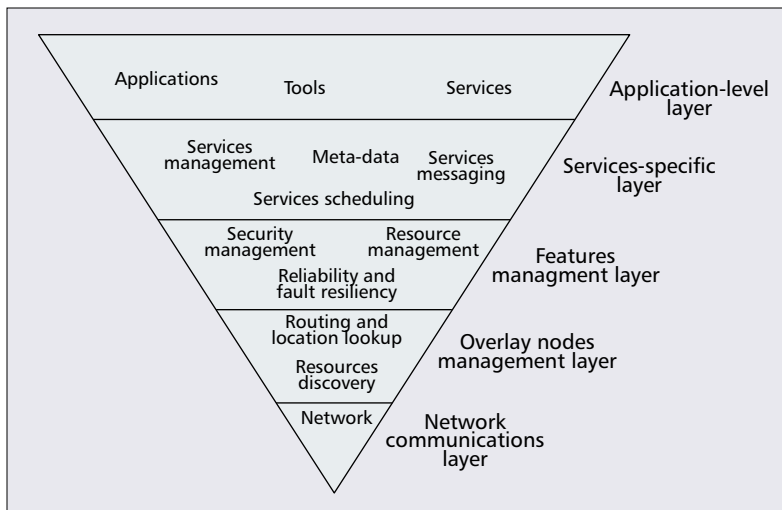 Applications
Tools
Services
Application-level
layer
Services
management
Meta-data
Services
messaging
Services scheduling
Services-specific
layer
Security
management
Resource
management
Reliability and
fault resiliency
Features
managment layer
Routing and
location lookup
Resources
discovery
Overlay nodes
management layer
Network
Network
communications
layer